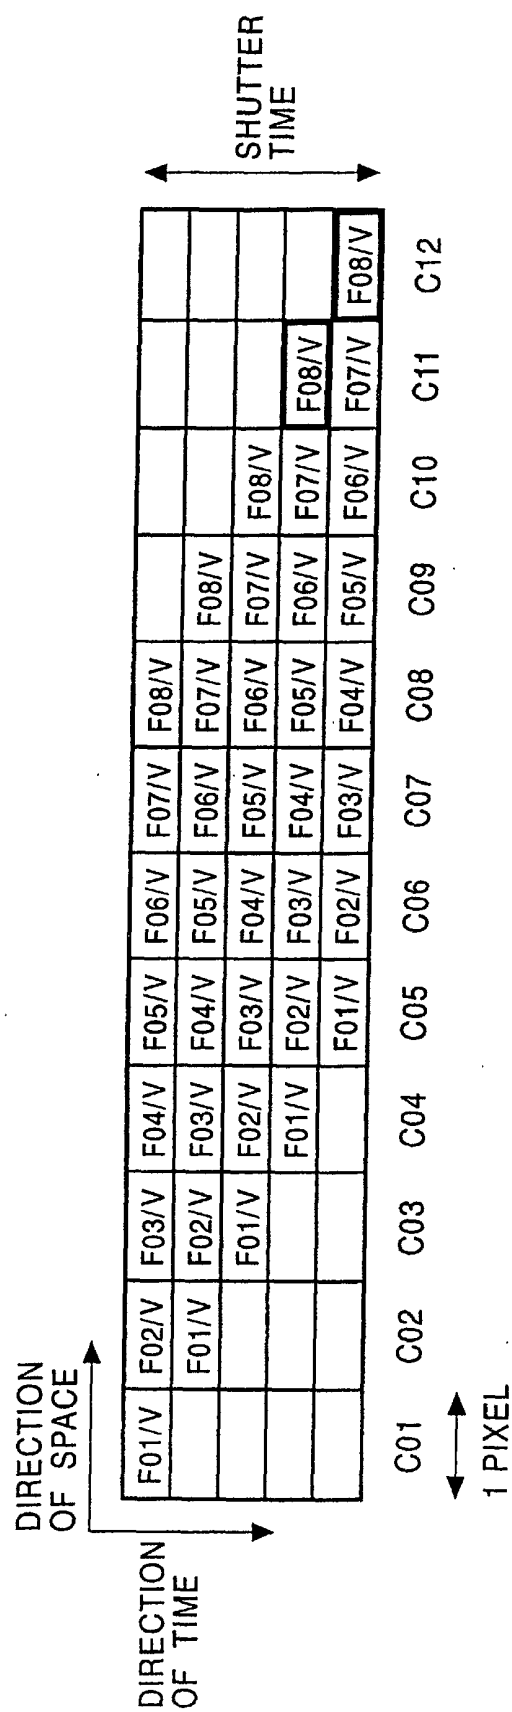 DIRECTION
OF SPACE
DIRECTION
OF TIME
SHUTTER
TIME
F01/V F02/V F03/V F04/V F05/V F06/V F07/V F08/V
F01/V F02/V F03/V F04/V F05/V F06/V F07/V F08/V
F01/V F02/V F03/V F04/V F05/V F06/V F07/V F08/V
F01/V F02/V F03/V F04/V F05/V F06/V F07/V F08/V
F01/V F02/V F03/V F04/V F05/V F06/V F07/V F08/V
C01 C02 C03 C04 C05 C06 C07 C08 C09 C10 C11 C12
1 PIXEL